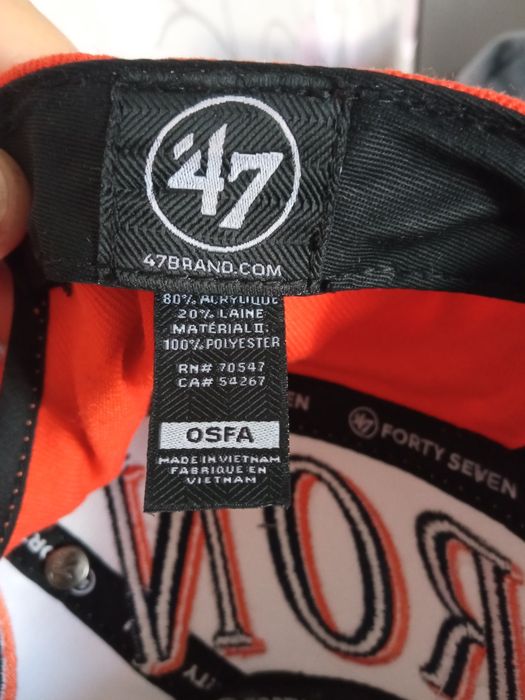 '47
47BRAND.COM
80% ACRYLIQUE
20% LAINE
MATÉRIAL II:
100% POLYESTER
RN# 70547
CA# 54267
OSFA
MADE IN VIETNAM
FABRIQUE EN
VIETNAM
47 FORTY SEVEN